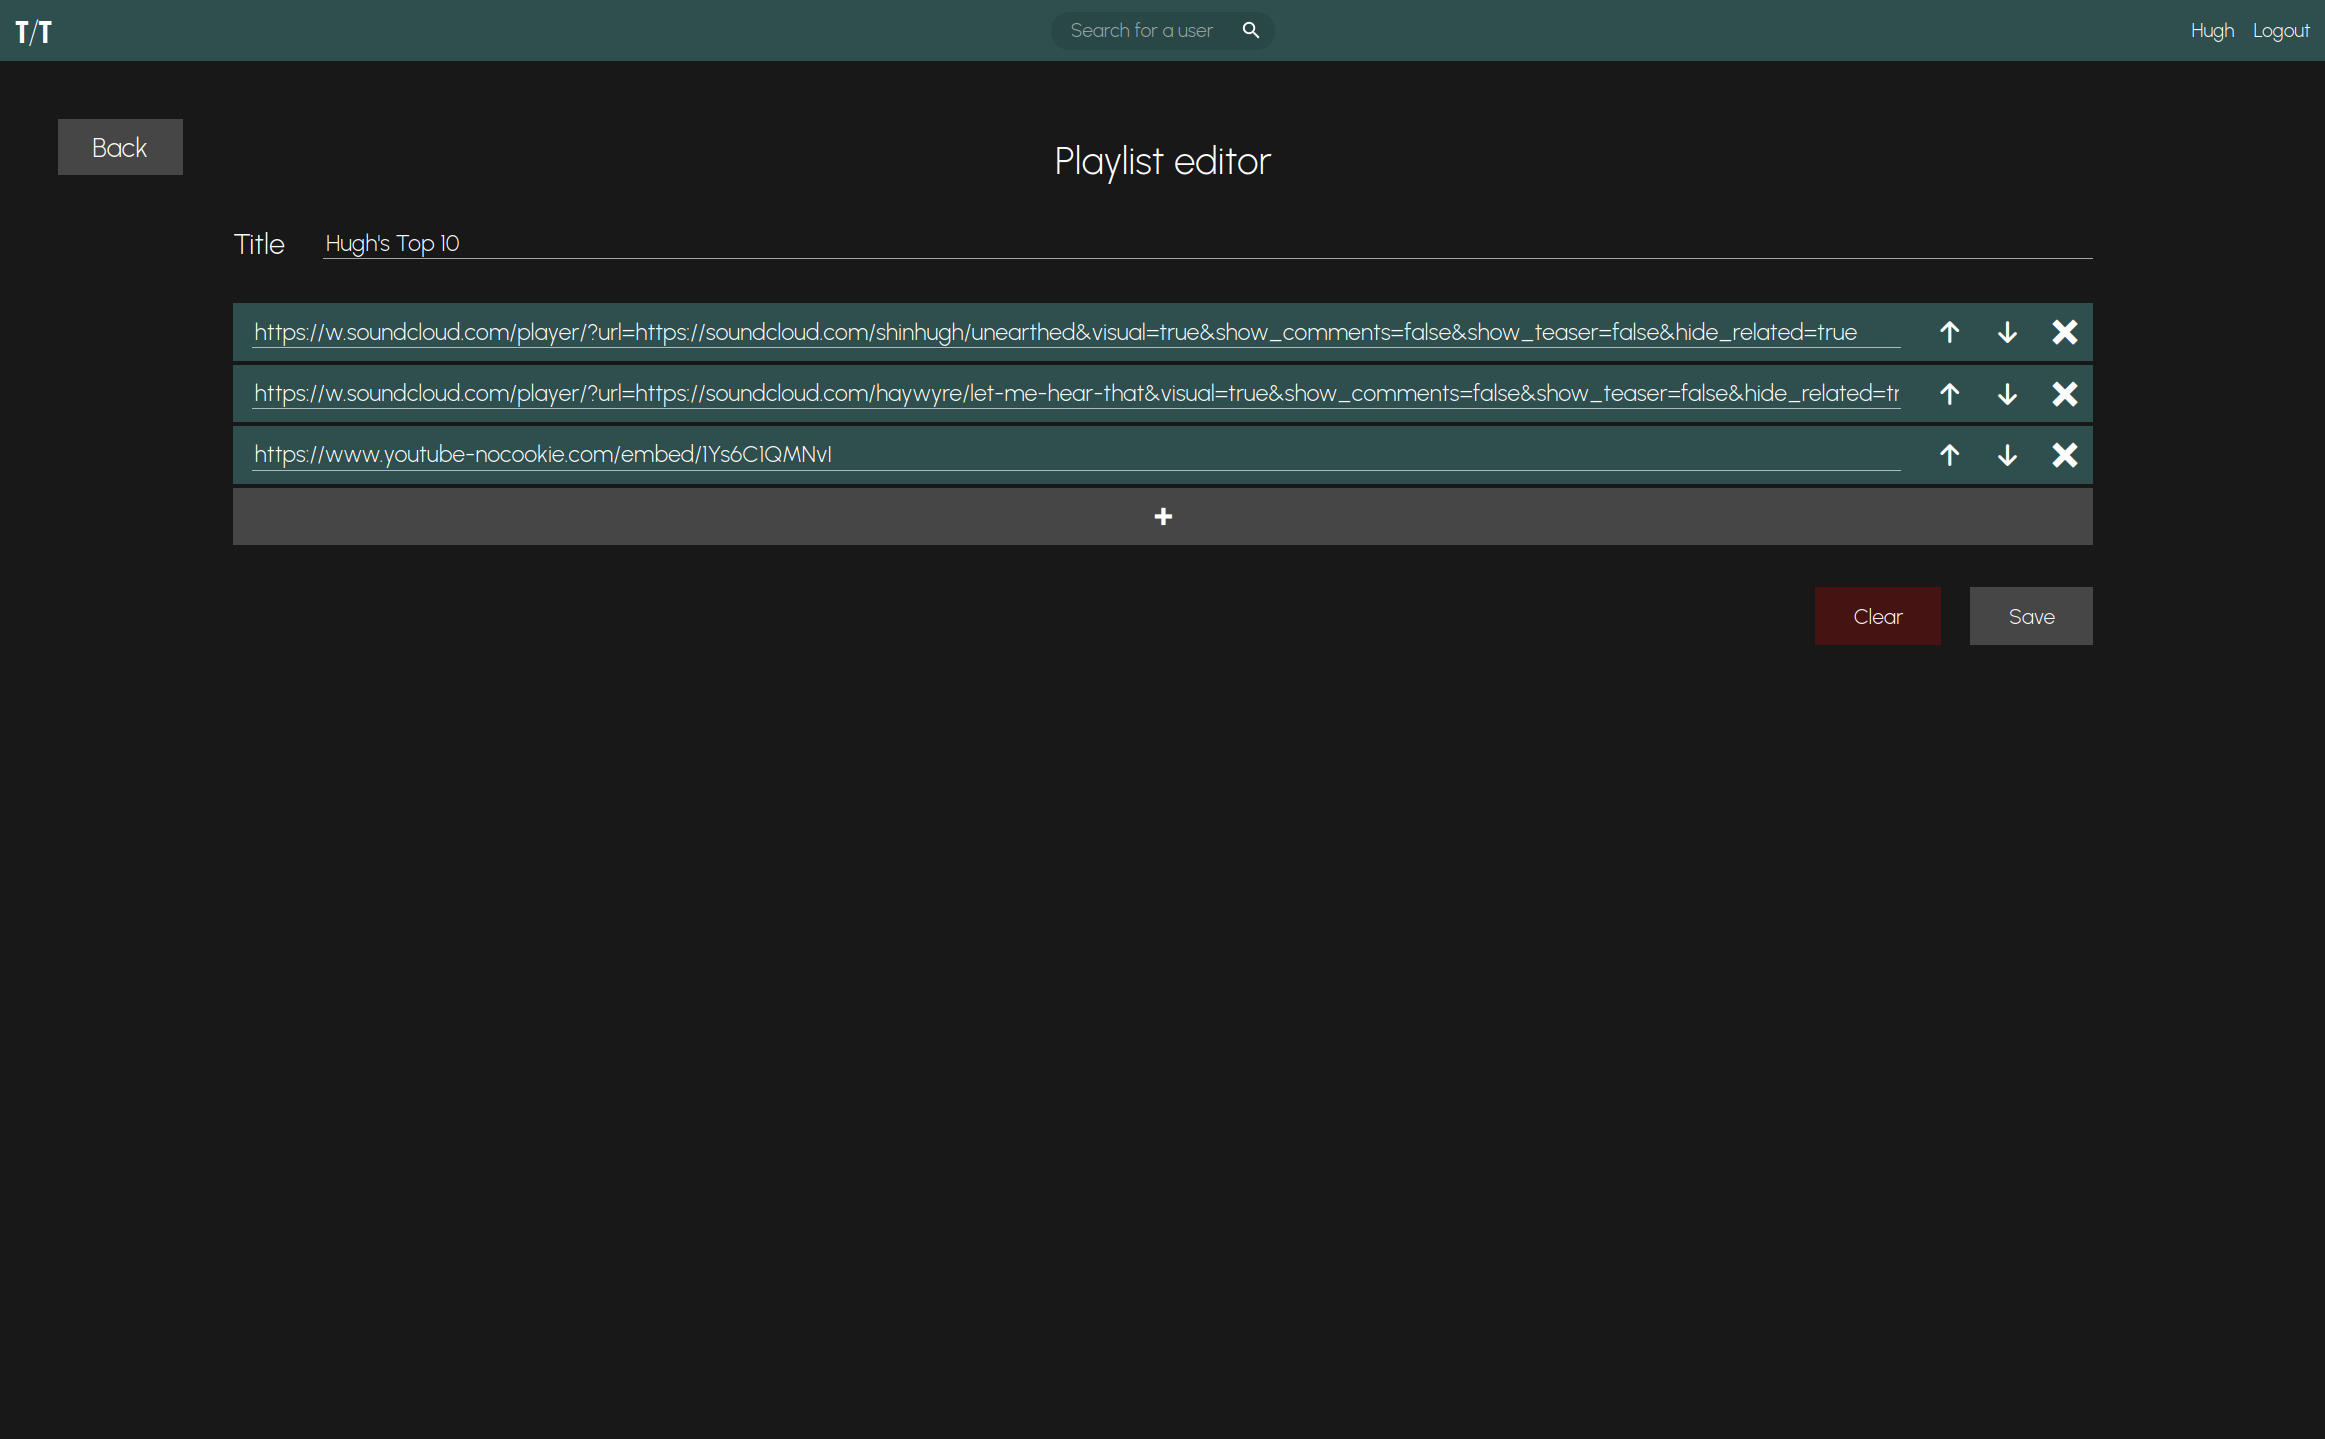 T/T
Search for a user
Hugh Logout
Back
Playlist editor
Title Hugh's Top 10
https://w.soundcloud.com/player/?url=https://soundcloud.com/shinhugh/unearthed&visual=true&show_comments=false&show_teaser=false&hide_related=true
https://w.soundcloud.com/player/?url=https://soundcloud.com/haywyre/let-me-hear-that&visual=true&show_comments=false&show_teaser=false&hide_related=tr
https://www.youtube-nocookie.com/embed/1Ys6C1QMNvI
+
Clear Save